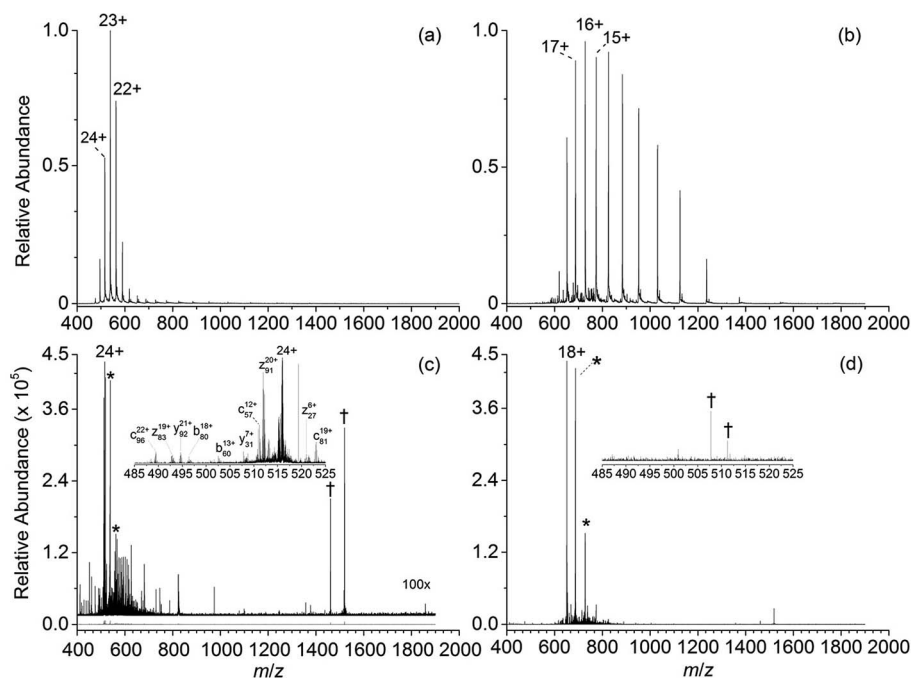 1.0
23+
(a)
22+
24+
0.5
0
Relative Abundance
400 600 800 1000 1200 1400 1600 1800 2000
1.0
16+
(b)
17+
15+
0.5
0
Relative Abundance
400 600 800 1000 1200 1400 1600 1800 2000
4.5
24+
*
(c)
z91 20+
24+
c57 12+
c96 22+
z83 19+
y92 21+
b80 18+
b60 13+
y31 7+
z27 6+
c81 19+
485 490 495 500 505 510 515 520 525
†
†
*
100x
3.6
2.4
1.2
0.0
Relative Abundance (x 10⁵)
400 600 800 1000 1200 1400 1600 1800 2000
m/z
4.5
18+
*
(d)
†
†
485 490 495 500 505 510 515 520 525
*
3.6
2.4
1.2
0.0
Relative Abundance
400 600 800 1000 1200 1400 1600 1800 2000
m/z